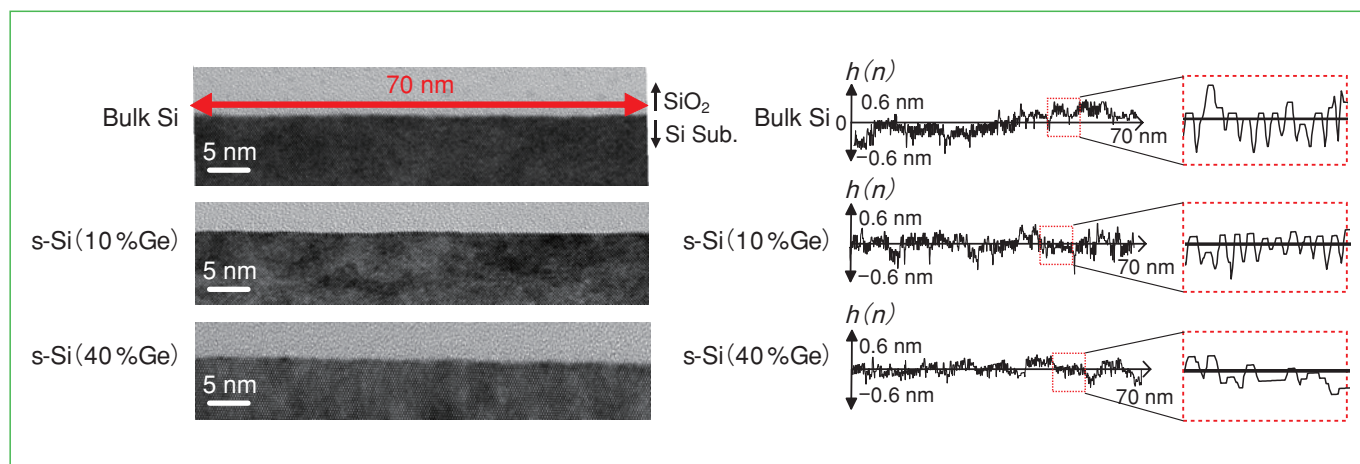 70 nm
SiO2
Bulk Si
Si Sub.
5 nm
s-Si(10%Ge)
5 nm
s-Si(40%Ge)
5 nm
h(n)
0.6 nm
Bulk Si
0
70 nm
−0.6 nm
h(n)
0.6 nm
s-Si(10%Ge)
70 nm
−0.6 nm
h(n)
0.6 nm
s-Si(40%Ge)
−0.6 nm
70 nm